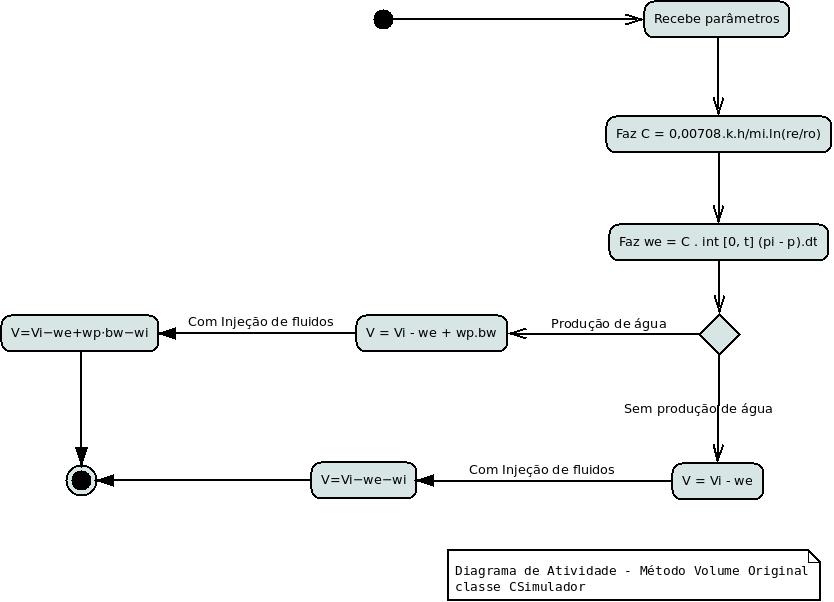 Recebe parâmetros
Faz C = 0,00708.k.h/mi.ln(re/ro)
Faz we = C . int [0, t] (pi - p).dt
Com Injeção de fluidos
Produção de água
V=Vi−we+wp·bw−wi
V = Vi - we + wp.bw
Sem produção de água
Com Injeção de fluidos
V=Vi−we−wi
V = Vi - we
Diagrama de Atividade - Método Volume Original
classe CSimulador